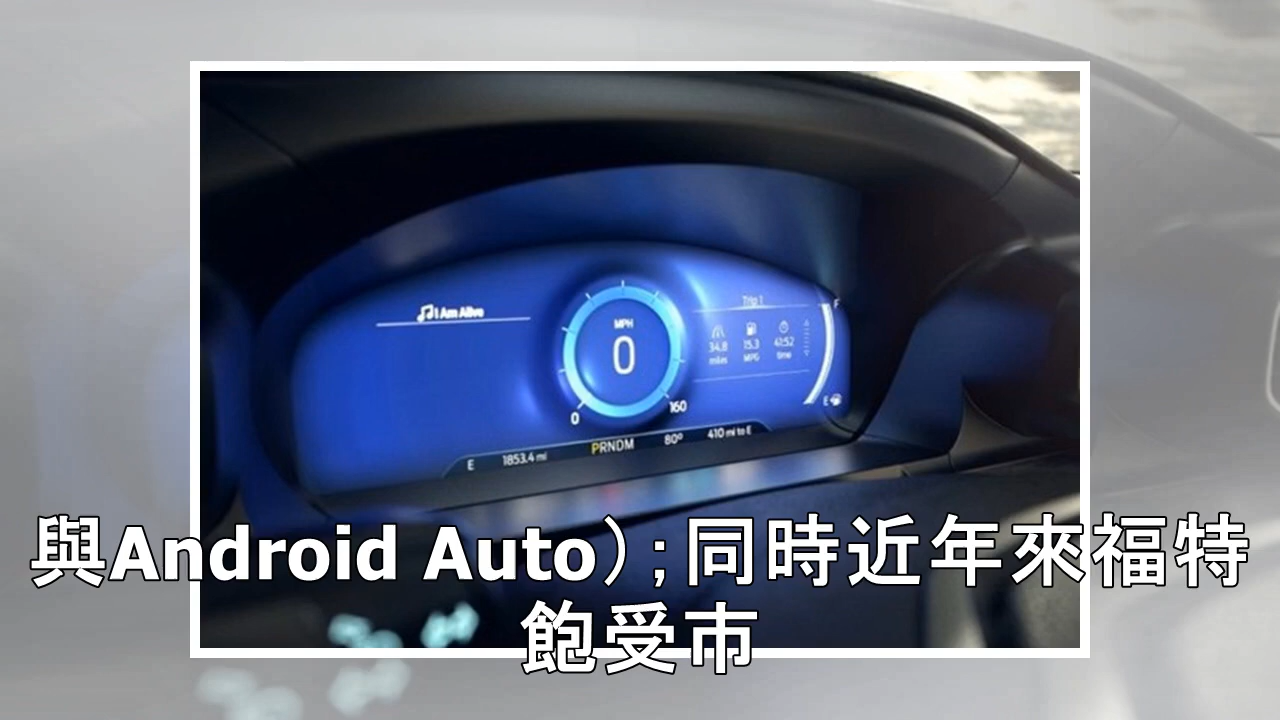 I Am Alive
MPH
0
0
160
Trip 1
34.8
miles
15.3
MPG
41:52
time
F
E
E
1853.4 mi
PRNDM
80°
410 mi to E
與Android Auto);同時近年來福特
飽受市